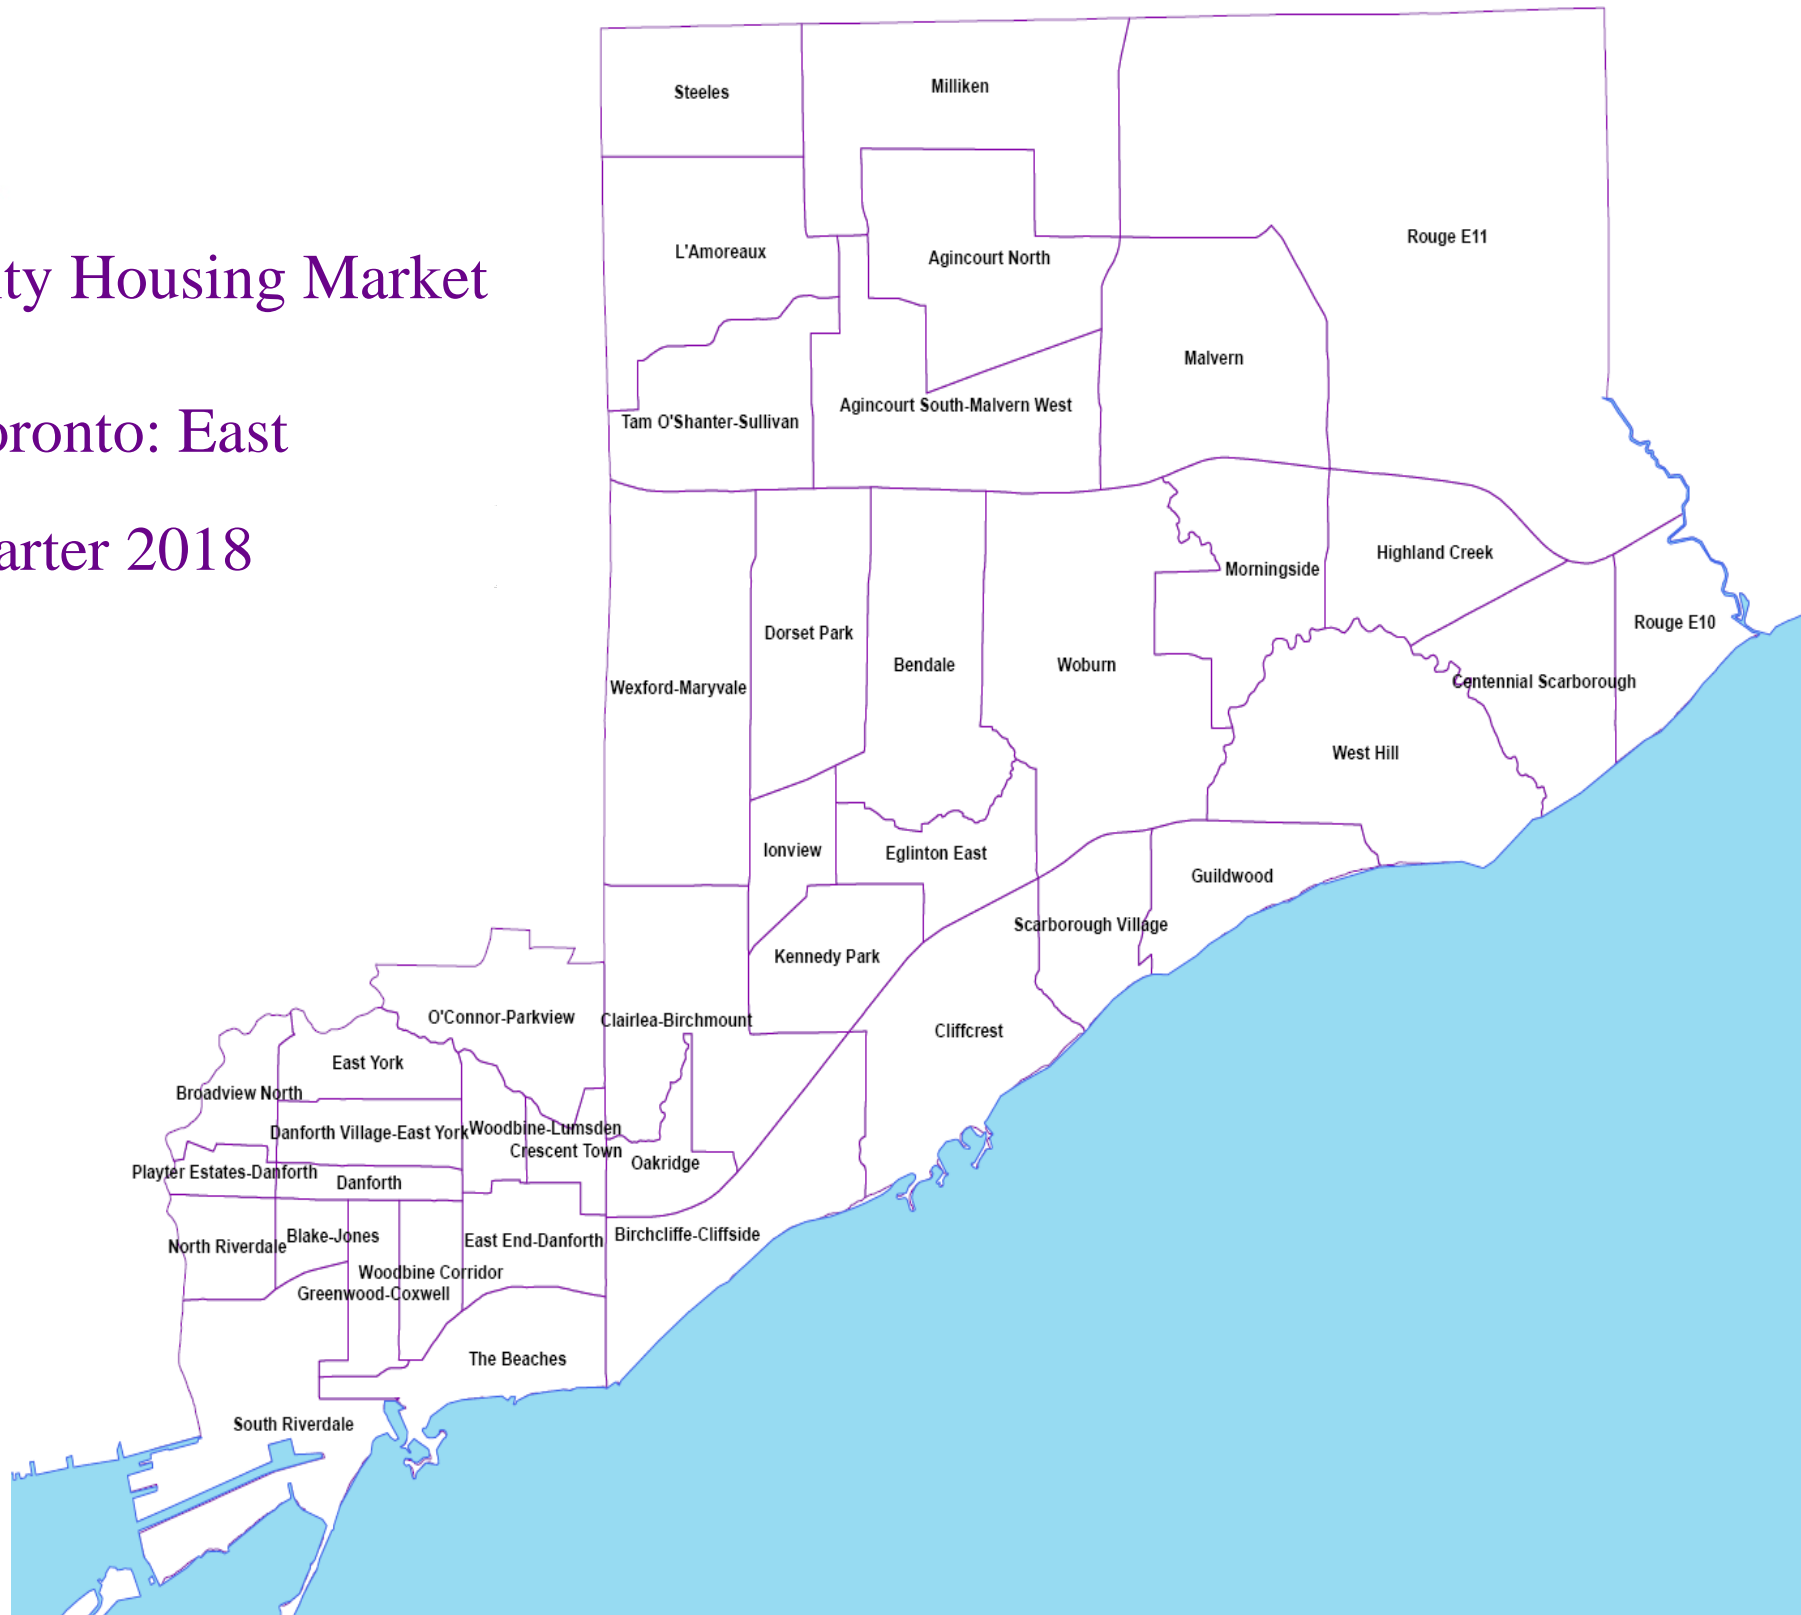 ity Housing Market
oronto: East
arter 2018
Steeles
Milliken
L'Amoreaux
Agincourt North
Rouge E11
Malvern
Tam O'Shanter-Sullivan
Agincourt South-Malvern West
Highland Creek
Morningside
Rouge E10
Dorset Park
Bendale
Woburn
Wexford-Maryvale
Centennial Scarborough
West Hill
Ionview
Eglinton East
Guildwood
Scarborough Village
Kennedy Park
O'Connor-Parkview
Clairlea-Birchmount
Cliffcrest
East York
Broadview North
Danforth Village-East York
Woodbine-Lumsden
Crescent Town
Oakridge
Playter Estates-Danforth
Danforth
Birchcliffe-Cliffside
Blake-Jones
East End-Danforth
North Riverdale
Woodbine Corridor
Greenwood-Coxwell
The Beaches
South Riverdale